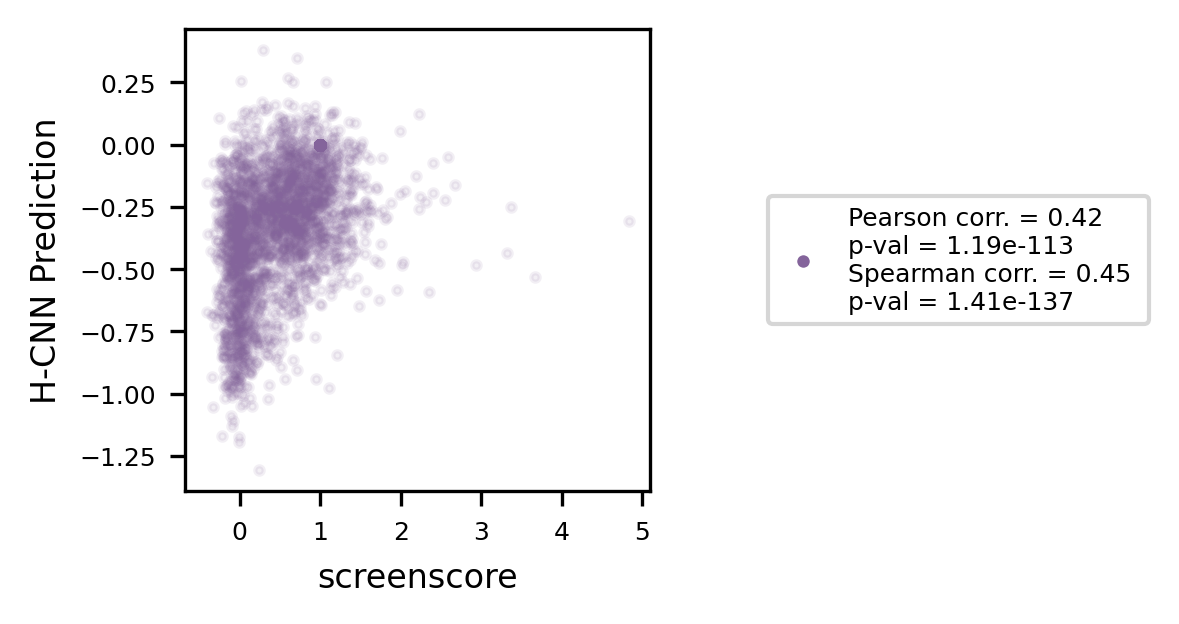 0.25
0.00
−0.25
−0.50
−0.75
−1.00
−1.25
H-CNN Prediction
0 1 2 3 4 5
screenscore
Pearson corr. = 0.42
p-val = 1.19e-113
Spearman corr. = 0.45
p-val = 1.41e-137